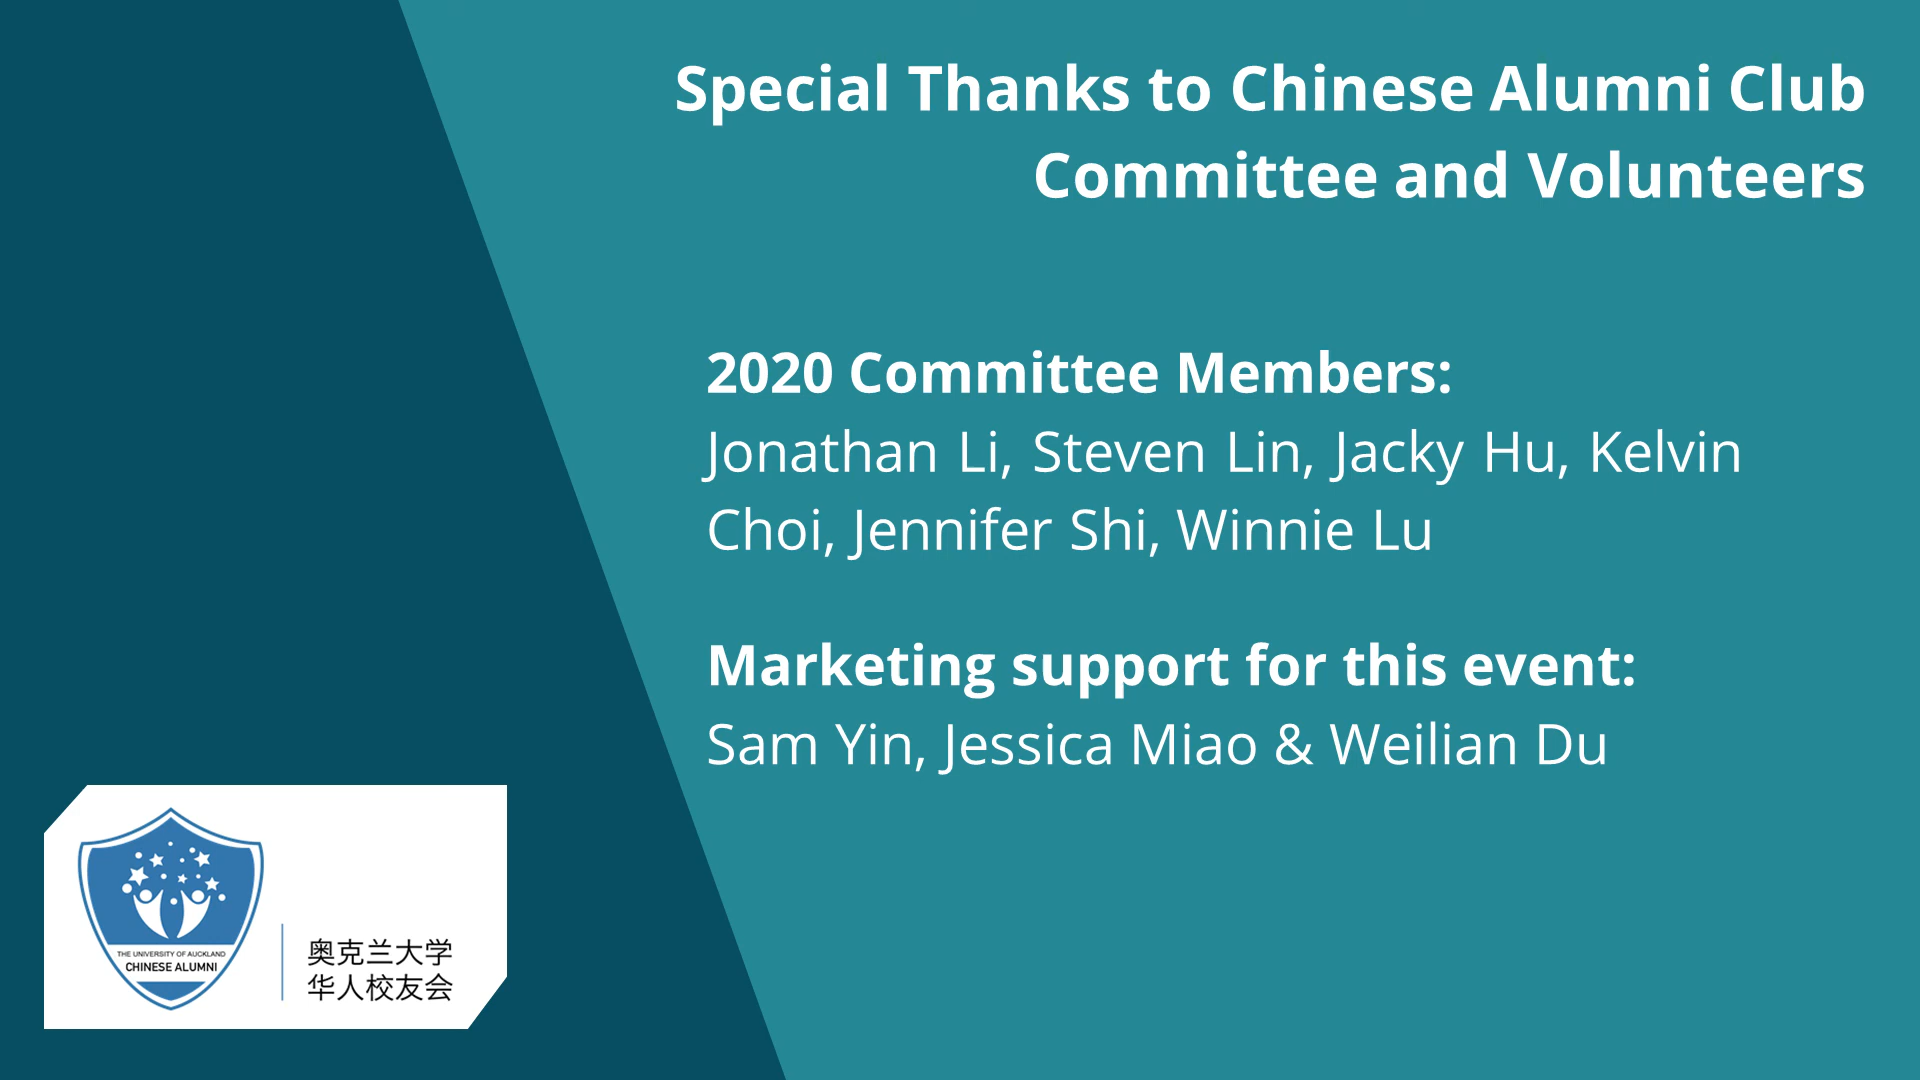 Special Thanks to Chinese Alumni Club
Committee and Volunteers
2020 Committee Members:
Jonathan Li, Steven Lin, Jacky Hu, Kelvin
Choi, Jennifer Shi, Winnie Lu
Marketing support for this event:
Sam Yin, Jessica Miao & Weilian Du
THE UNIVERSITY OF AUCKLAND
CHINESE ALUMNI
奥克兰大学
华人校友会